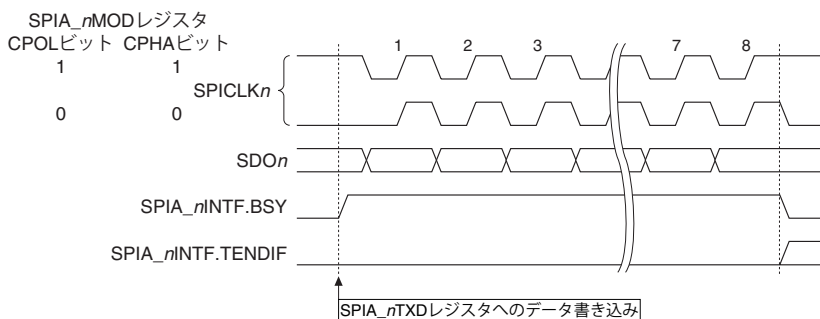 SPIA_nMODレジスタ
CPOLビット CPHAビット
1 1
0 0
SPICLKn
1 2 3 7 8
SDOn
SPIA_nINTF.BSY
SPIA_nINTF.TENDIF
SPIA_nTXDレジスタへのデータ書き込み